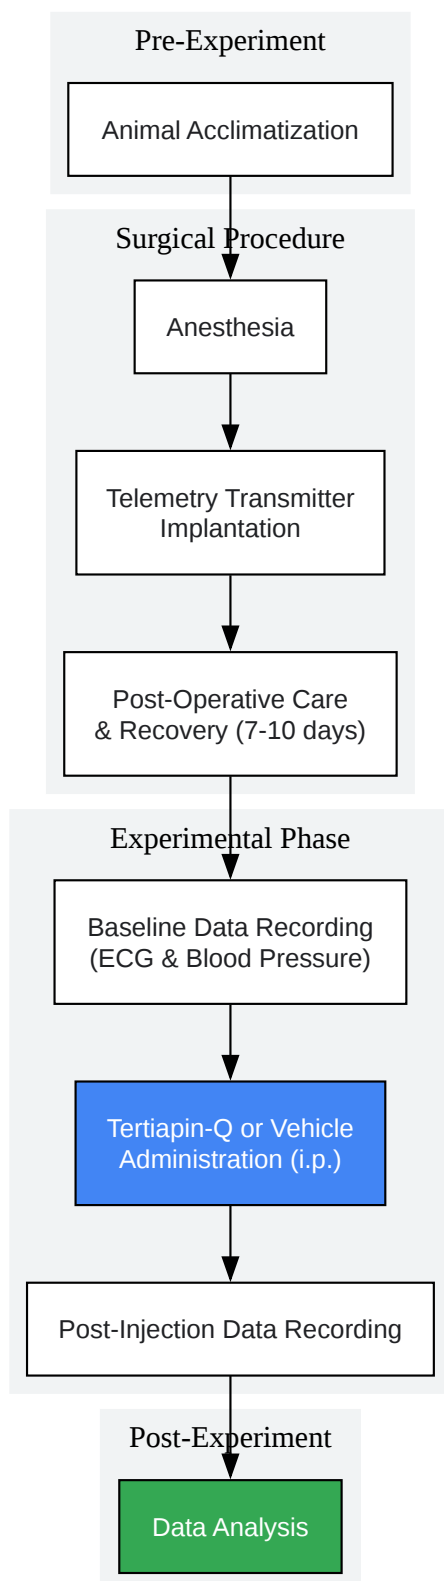 Pre-Experiment
Animal Acclimatization
Surgical Procedure
Anesthesia
Telemetry Transmitter
Implantation
Post-Operative Care
& Recovery (7-10 days)
Experimental Phase
Baseline Data Recording
(ECG & Blood Pressure)
Tertiapin-Q or Vehicle
Administration (i.p.)
Post-Injection Data Recording
Post-Experiment
Data Analysis